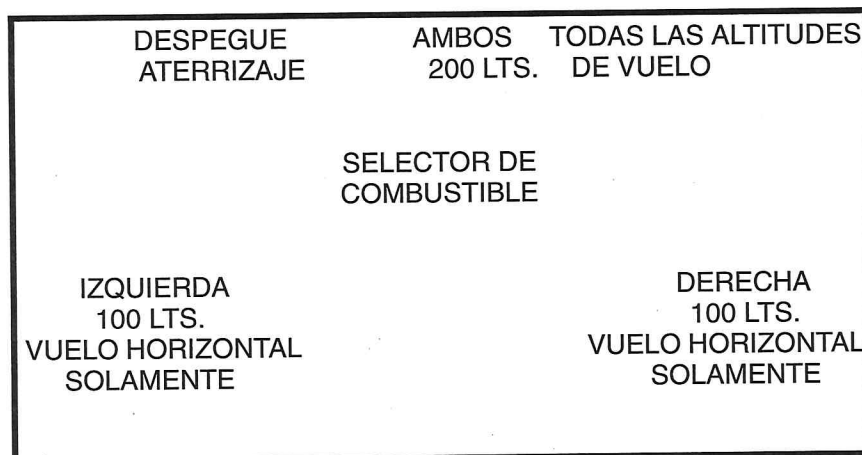 DESPEGUE AMBOS TODAS LAS ALTITUDES
ATERRIZAJE 200 LTS. DE VUELO
SELECTOR DE
COMBUSTIBLE
IZQUIERDA
100 LTS.
VUELO HORIZONTAL
SOLAMENTE
DERECHA
100 LTS.
VUELO HORIZONTAL
SOLAMENTE